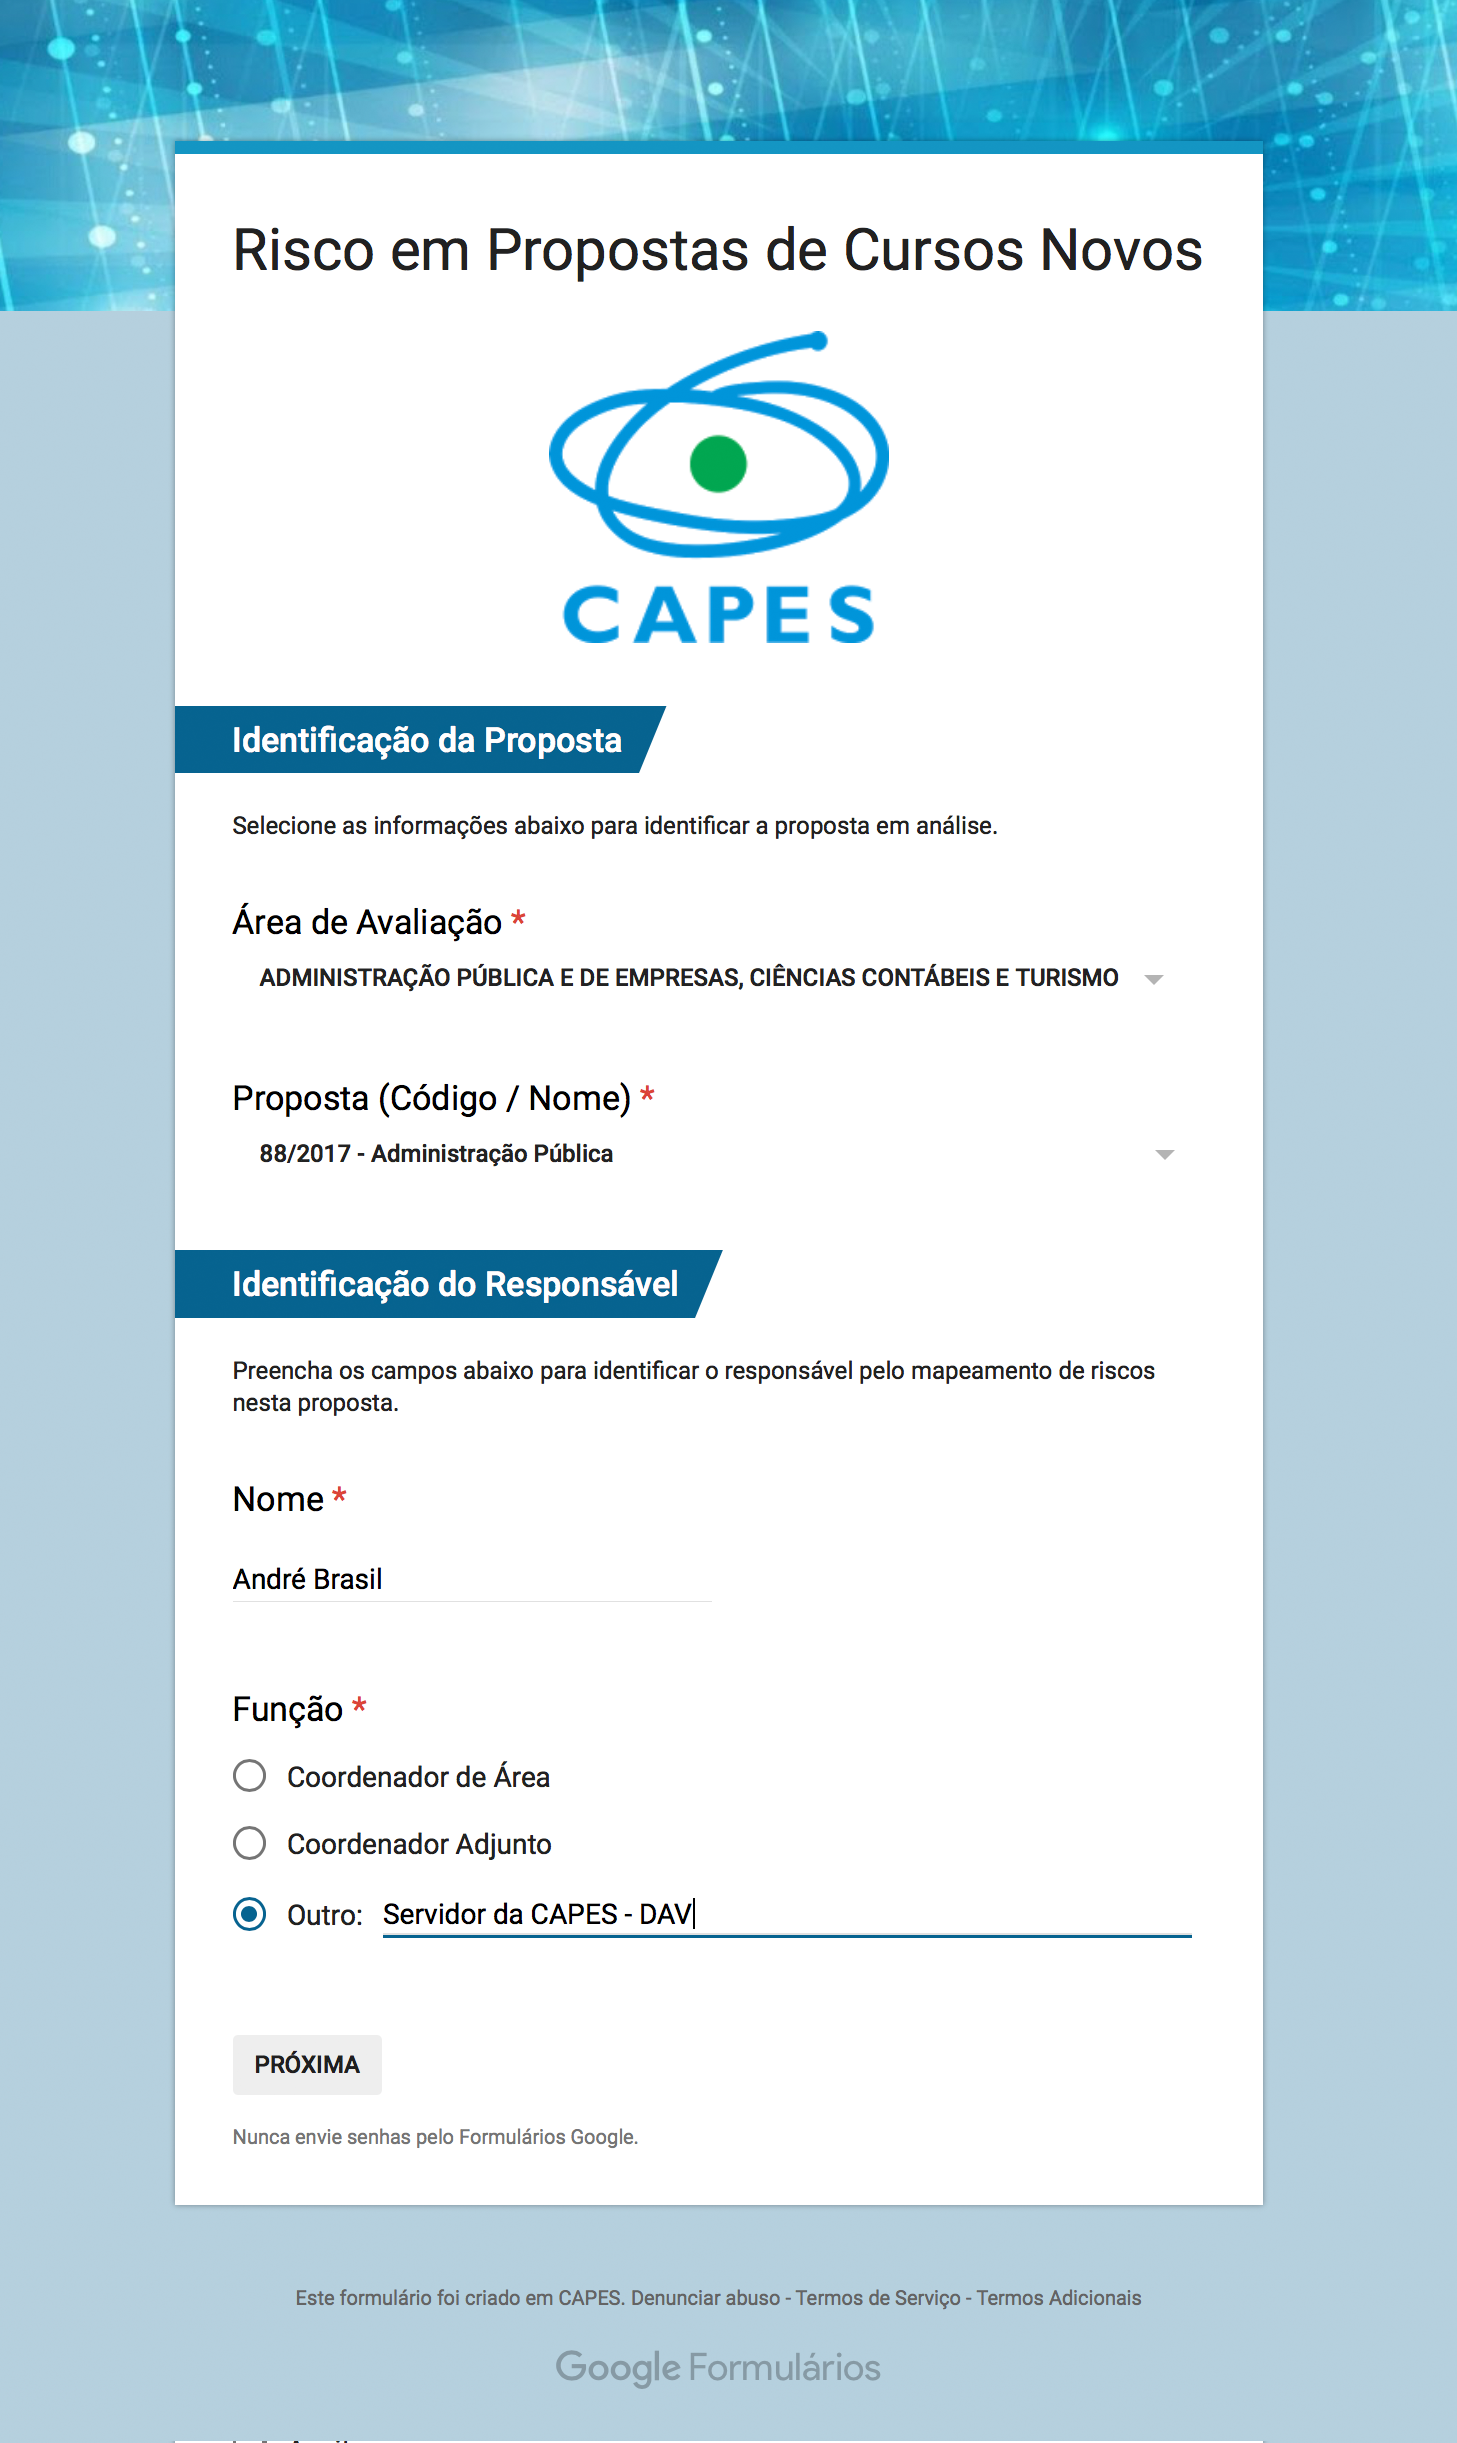 Risco em Propostas de Cursos Novos
CAPES
Identificação da Proposta
Selecione as informações abaixo para identificar a proposta em análise.
Área de Avaliação *
ADMINISTRAÇÃO PÚBLICA E DE EMPRESAS, CIÊNCIAS CONTÁBEIS E TURISMO
Proposta (Código / Nome) *
88/2017 - Administração Pública
Identificação do Responsável
Preencha os campos abaixo para identificar o responsável pelo mapeamento de riscos
nesta proposta.
Nome *
André Brasil
Função *
Coordenador de Área
Coordenador Adjunto
Outro: Servidor da CAPES - DAV
PRÓXIMA
Nunca envie senhas pelo Formulários Google.
Este formulário foi criado em CAPES. Denunciar abuso - Termos de Serviço - Termos Adicionais
Google Formulários